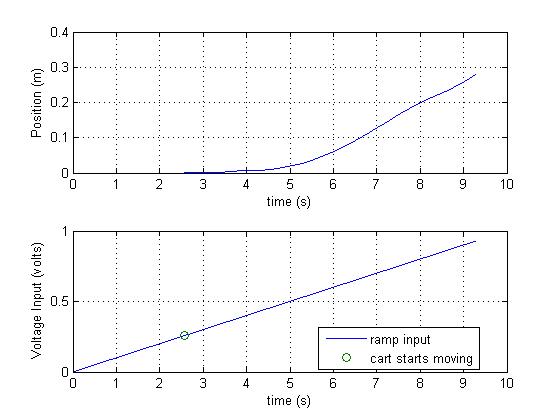 0.4
0.3
0.2
0.1
0
Position (m)
0 1 2 3 4 5 6 7 8 9 10
time (s)
1
0.5
0
Voltage Input (volts)
ramp input
cart starts moving
0 1 2 3 4 5 6 7 8 9 10
time (s)